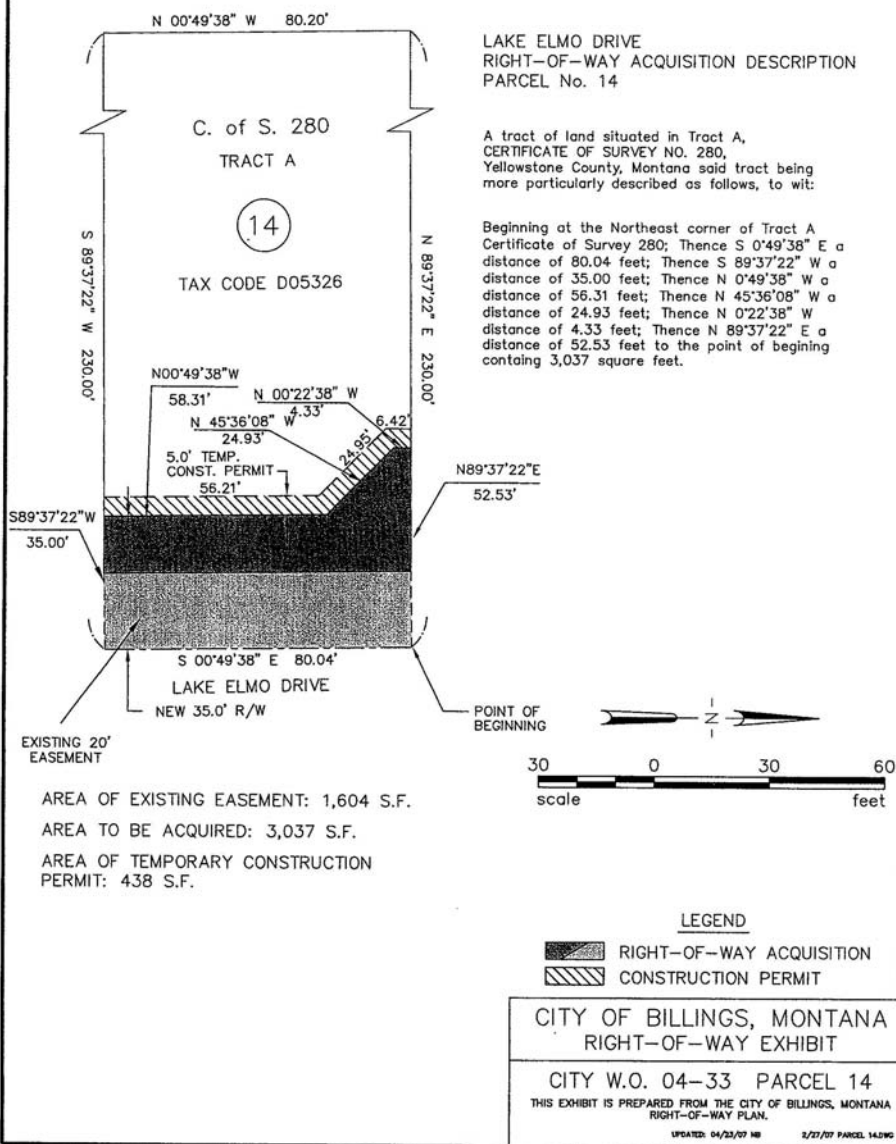 N 00°49'38" W 80.20'
LAKE ELMO DRIVE
RIGHT-OF-WAY ACQUISITION DESCRIPTION
PARCEL No. 14
A tract of land situated in Tract A,
CERTIFICATE OF SURVEY NO. 280,
Yellowstone County, Montana said tract being
more particularly described as follows, to wit:
Beginning at the Northeast corner of Tract A
Certificate of Survey 280; Thence S 0°49'38" E a
distance of 80.04 feet; Thence S 89°37'22" W a
distance of 35.00 feet; Thence N 0°49'38" W a
distance of 56.31 feet; Thence N 45°36'08" W a
distance of 24.93 feet; Thence N 0°22'38" W
distance of 4.33 feet; Thence N 89°37'22" E a
distance of 52.53 feet to the point of begining
containg 3,037 square feet.
C. of S. 280
TRACT A
14
TAX CODE D05326
S 89°37'22" W 230.00'
N 89°37'22" E 230.00'
N00°49'38"W
58.31'
N 00°22'38" W
4.33'
N 45°36'08" W
24.93'
6.42'
24.95'
5.0' TEMP.
CONST. PERMIT
56.21'
N89°37'22"E
52.53'
S89°37'22"W
35.00'
S 00°49'38" E 80.04'
LAKE ELMO DRIVE
NEW 35.0' R/W
POINT OF
BEGINNING
EXISTING 20'
EASEMENT
N
30 0 30 60
scale feet
AREA OF EXISTING EASEMENT: 1,604 S.F.
AREA TO BE ACQUIRED: 3,037 S.F.
AREA OF TEMPORARY CONSTRUCTION
PERMIT: 438 S.F.
LEGEND
RIGHT-OF-WAY ACQUISITION
CONSTRUCTION PERMIT
CITY OF BILLINGS, MONTANA
RIGHT-OF-WAY EXHIBIT
CITY W.O. 04-33 PARCEL 14
THIS EXHIBIT IS PREPARED FROM THE CITY OF BILLINGS, MONTANA
RIGHT-OF-WAY PLAN.
UPDATED: 04/23/07 MB 2/27/07 PARCEL 14.DWG